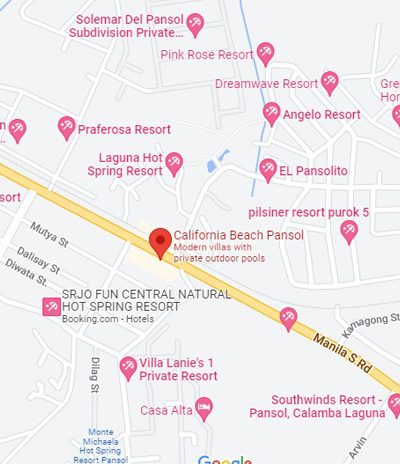 Solemar Del Pansol
Subdivision Private...
Pink Rose Resort
Dreamwave Resort
Gre
Hon
Angelo Resort
n
Praferosa Resort
Laguna Hot
Spring Resort
EL Pansolito
esort
pilsiner resort purok 5
California Beach Pansol
Modern villas with
private outdoor pools
Mutya St
Dalisay St
Diwata St
SRJO FUN CENTRAL NATURAL
HOT SPRING RESORT
Booking.com - Hotels
Kamagong St
Manila S Rd
Dilag St
Villa Lanie's 1
Private Resort
Casa Alta
Southwinds Resort -
Pansol, Calamba Laguna
Monte
Michaela
Hot Spring
Resort Pansol
Arvin
Google